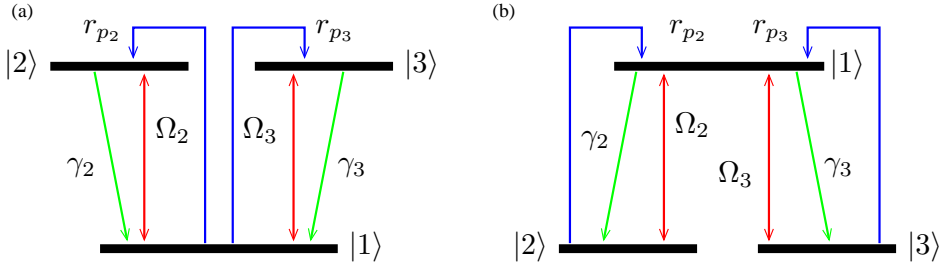 (a) (b)
r_{p_2} r_{p_3} r_{p_2} r_{p_3}
|2⟩ |3⟩ |1⟩
Ω_2 Ω_3 Ω_2
γ_2 γ_3 γ_2 Ω_3 γ_3
|1⟩ |2⟩ |3⟩